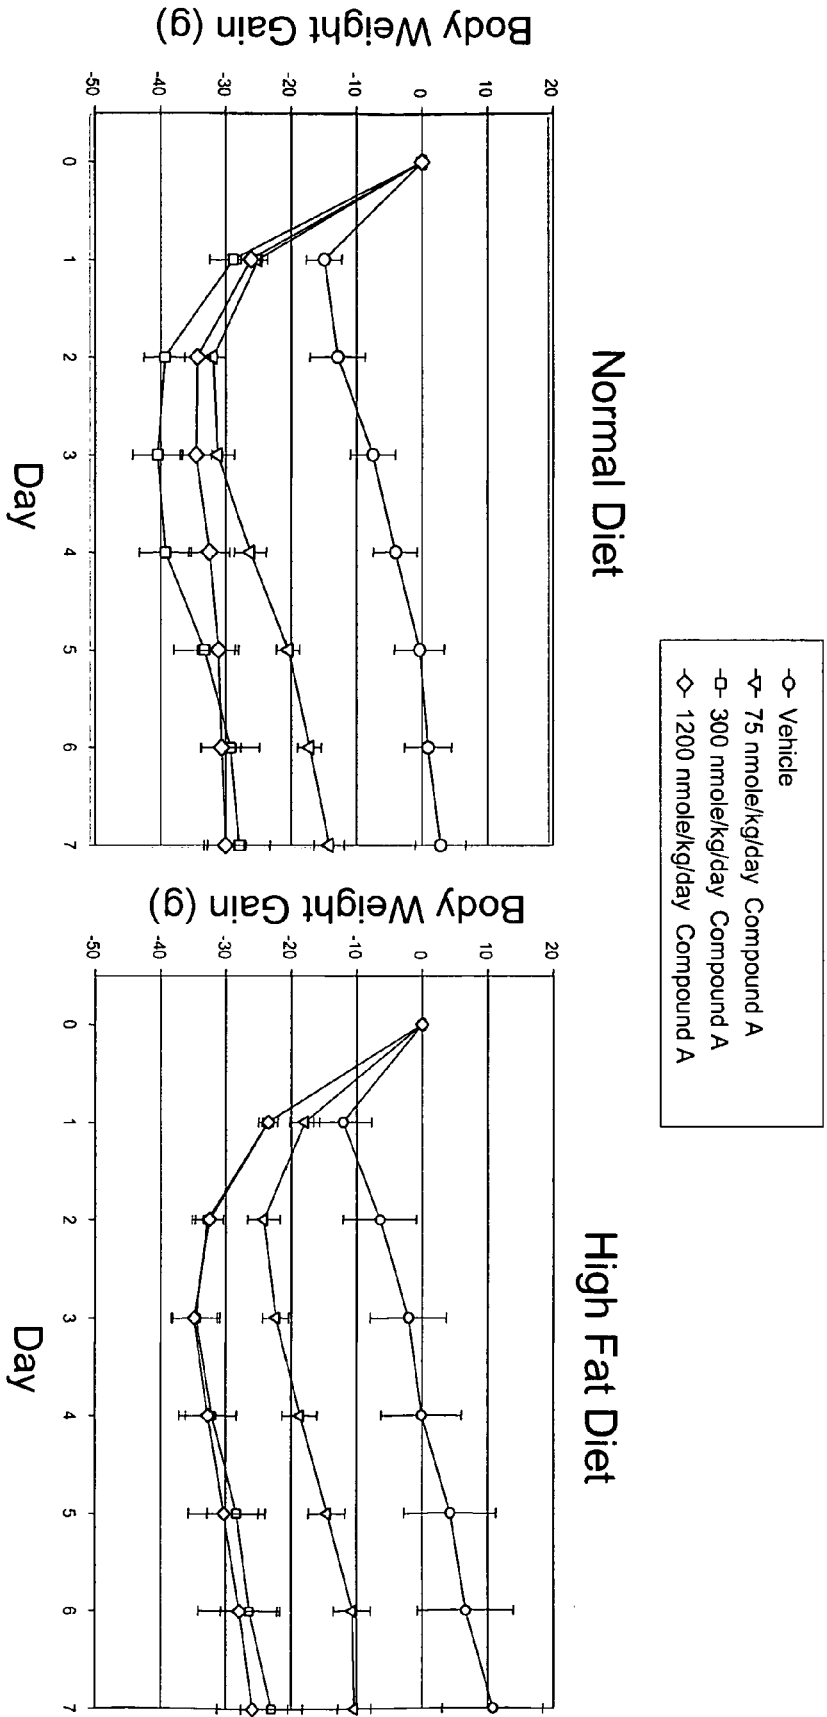 Vehicle
75 nmole/kg/day Compound A
300 nmole/kg/day Compound A
1200 nmole/kg/day Compound A
Normal Diet
Body Weight Gain (g)
20
10
0
-10
-20
-30
-40
-50
0 1 2 3 4 5 6 7
Day
High Fat Diet
Body Weight Gain (g)
20
10
0
-10
-20
-30
-40
-50
0 1 2 3 4 5 6 7
Day